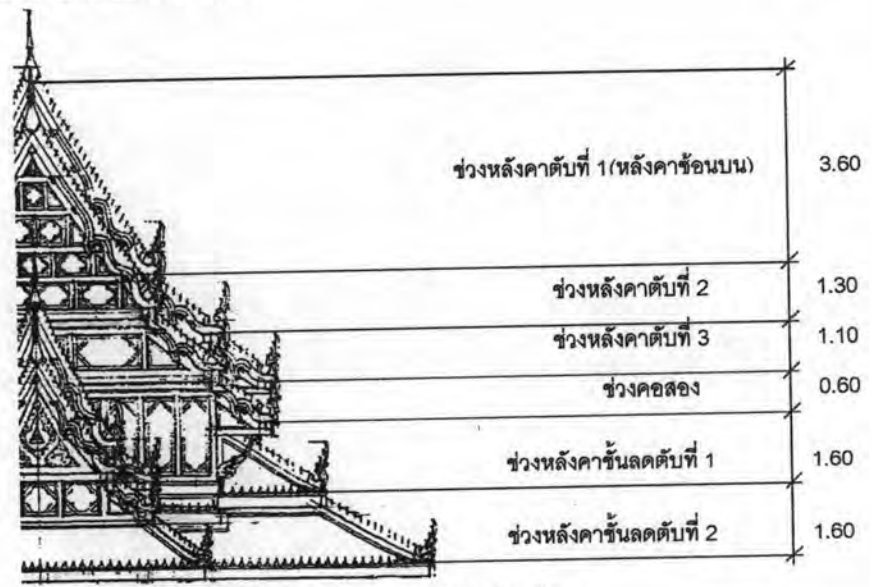 ช่วงหลังคาตับที่ 1(หลังคาซ้อนบน) 3.60
ช่วงหลังคาตับที่ 2 1.30
ช่วงหลังคาตับที่ 3 1.10
ช่วงคอสอง 0.60
ช่วงหลังคาชั้นลดตับที่ 1 1.60
ช่วงหลังคาชั้นลดตับที่ 2 1.60